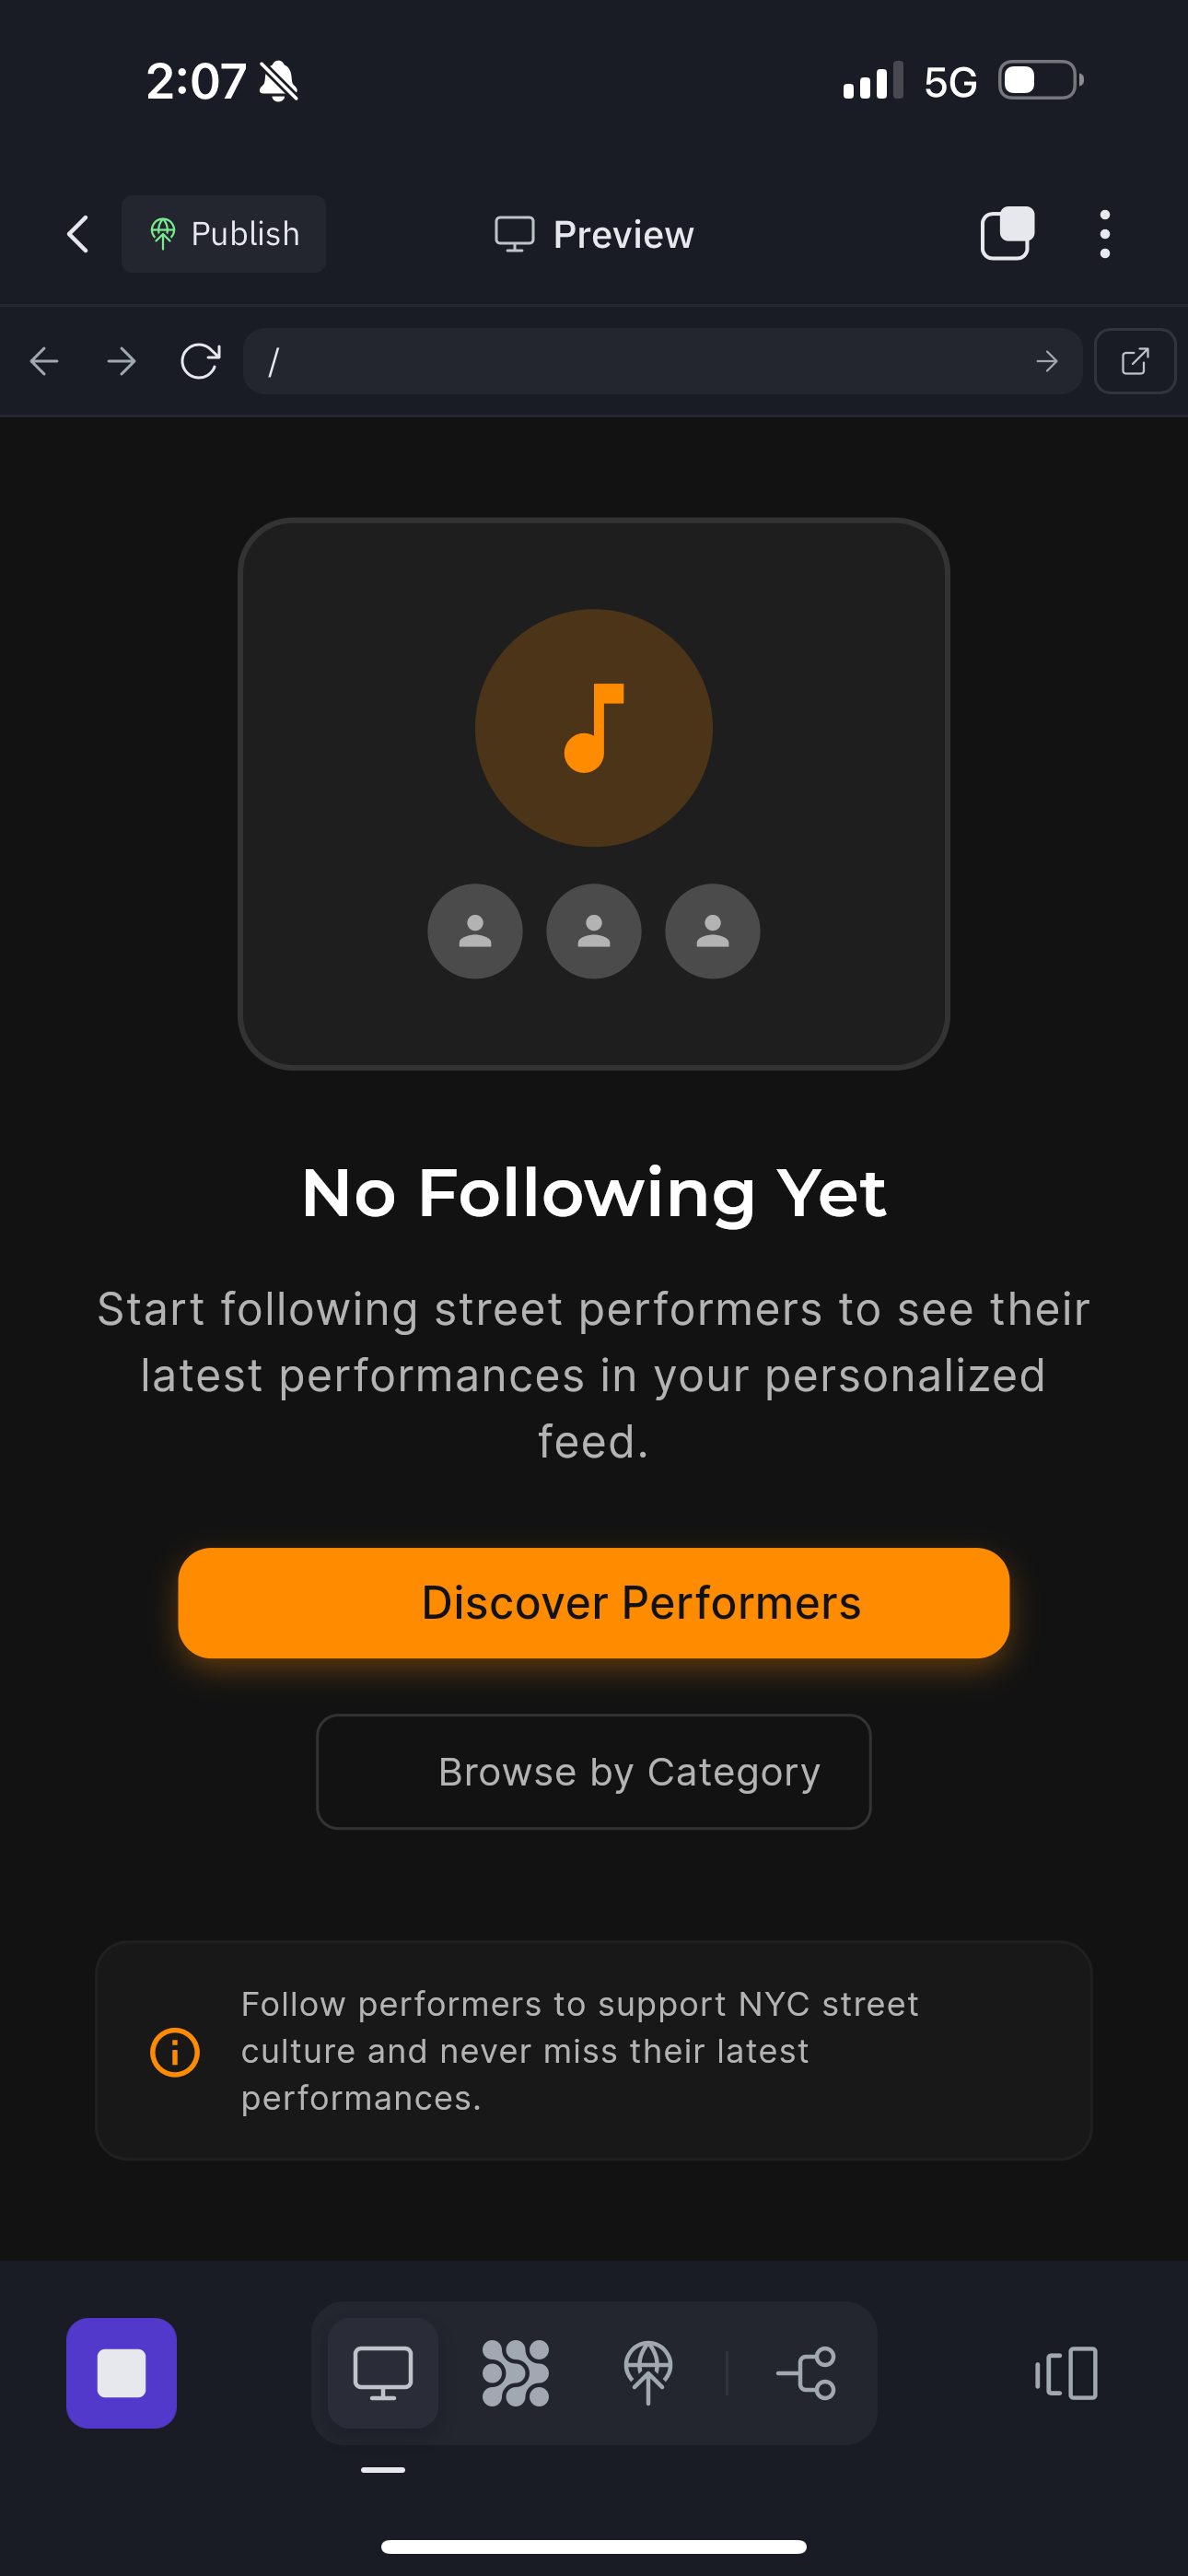 2:07
5G
Publish
Preview
/
No Following Yet
Start following street performers to see their
latest performances in your personalized
feed.
Discover Performers
Browse by Category
Follow performers to support NYC street
culture and never miss their latest
performances.